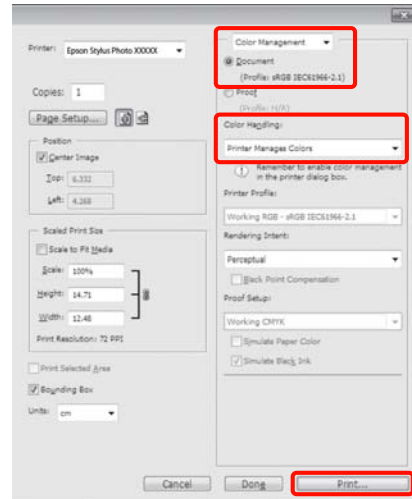 Printer: Epson Stylus Photo XXXXX
Copies: 1
Page Setup...
Position
Center Image
Top: 6.332
Left: 4.268
Scaled Print Size
Scale to Fit Media
Scale: 100%
Height: 14.71
Width: 12.48
Print Resolution: 72 PPI
Print Selected Area
Bounding Box
Units: cm
Color Management
Document
(Profile: sRGB IEC61966-2.1)
Proof
(Profile: N/A)
Color Handling:
Printer Manages Colors
Remember to enable color management
in the printer dialog box.
Printer Profile:
Working RGB - sRGB IEC61966-2.1
Rendering Intent:
Perceptual
Black Point Compensation
Proof Setup:
Working CMYK
Simulate Paper Color
Simulate Black Ink
Cancel
Done
Print...